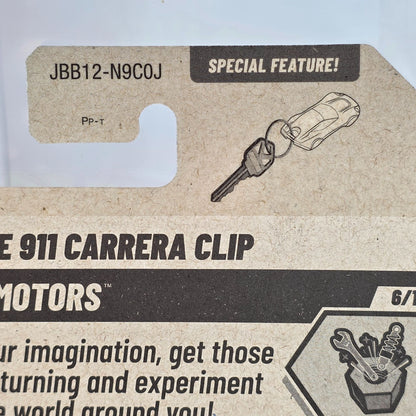 JBB12-N9C0J
SPECIAL FEATURE!
Pp-T
E 911 CARRERA CLIP
MOTORS™
6/1
ur imagination, get those
turning and experiment
e world around you!